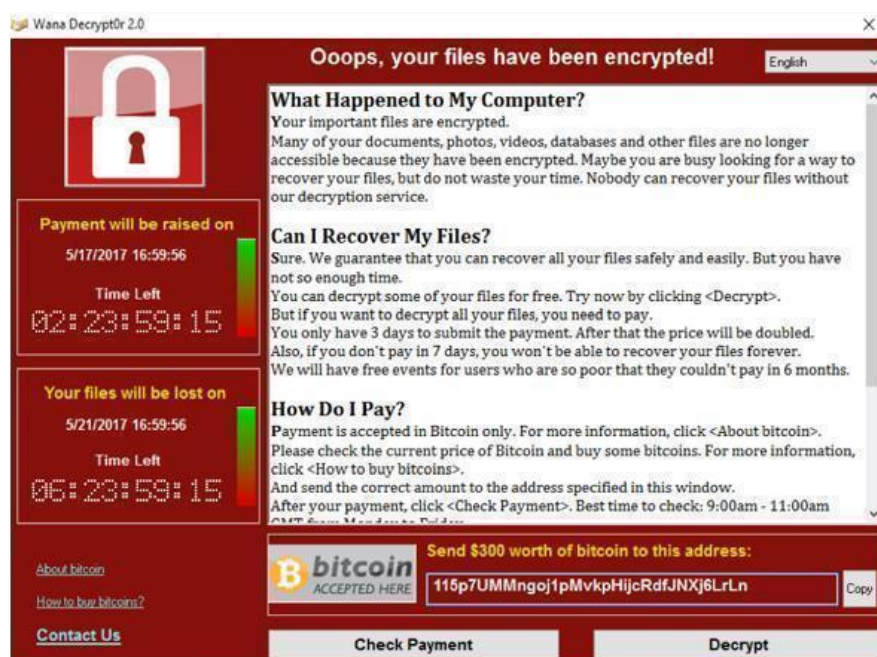 Wana Decrypt0r 2.0
Ooops, your files have been encrypted!
English
What Happened to My Computer?
Your important files are encrypted.
Many of your documents, photos, videos, databases and other files are no longer
accessible because they have been encrypted. Maybe you are busy looking for a way to
recover your files, but do not waste your time. Nobody can recover your files without
our decryption service.
Can I Recover My Files?
Sure. We guarantee that you can recover all your files safely and easily. But you have
not so enough time.
You can decrypt some of your files for free. Try now by clicking <Decrypt>.
But if you want to decrypt all your files, you need to pay.
You only have 3 days to submit the payment. After that the price will be doubled.
Also, if you don't pay in 7 days, you won't be able to recover your files forever.
We will have free events for users who are so poor that they couldn't pay in 6 months.
How Do I Pay?
Payment is accepted in Bitcoin only. For more information, click <About bitcoin>.
Please check the current price of Bitcoin and buy some bitcoins. For more information,
click <How to buy bitcoins>.
And send the correct amount to the address specified in this window.
After your payment, click <Check Payment>. Best time to check: 9:00am - 11:00am
GMT from Monday to Friday
Payment will be raised on
5/17/2017 16:59:56
Time Left
02:23:59:15
Your files will be lost on
5/21/2017 16:59:56
Time Left
06:23:59:15
About bitcoin
How to buy bitcoins?
Contact Us
bitcoin
ACCEPTED HERE
Send $300 worth of bitcoin to this address:
115p7UMMngoj1pMvkpHijcRdfJNXj6LrLn
Copy
Check Payment
Decrypt